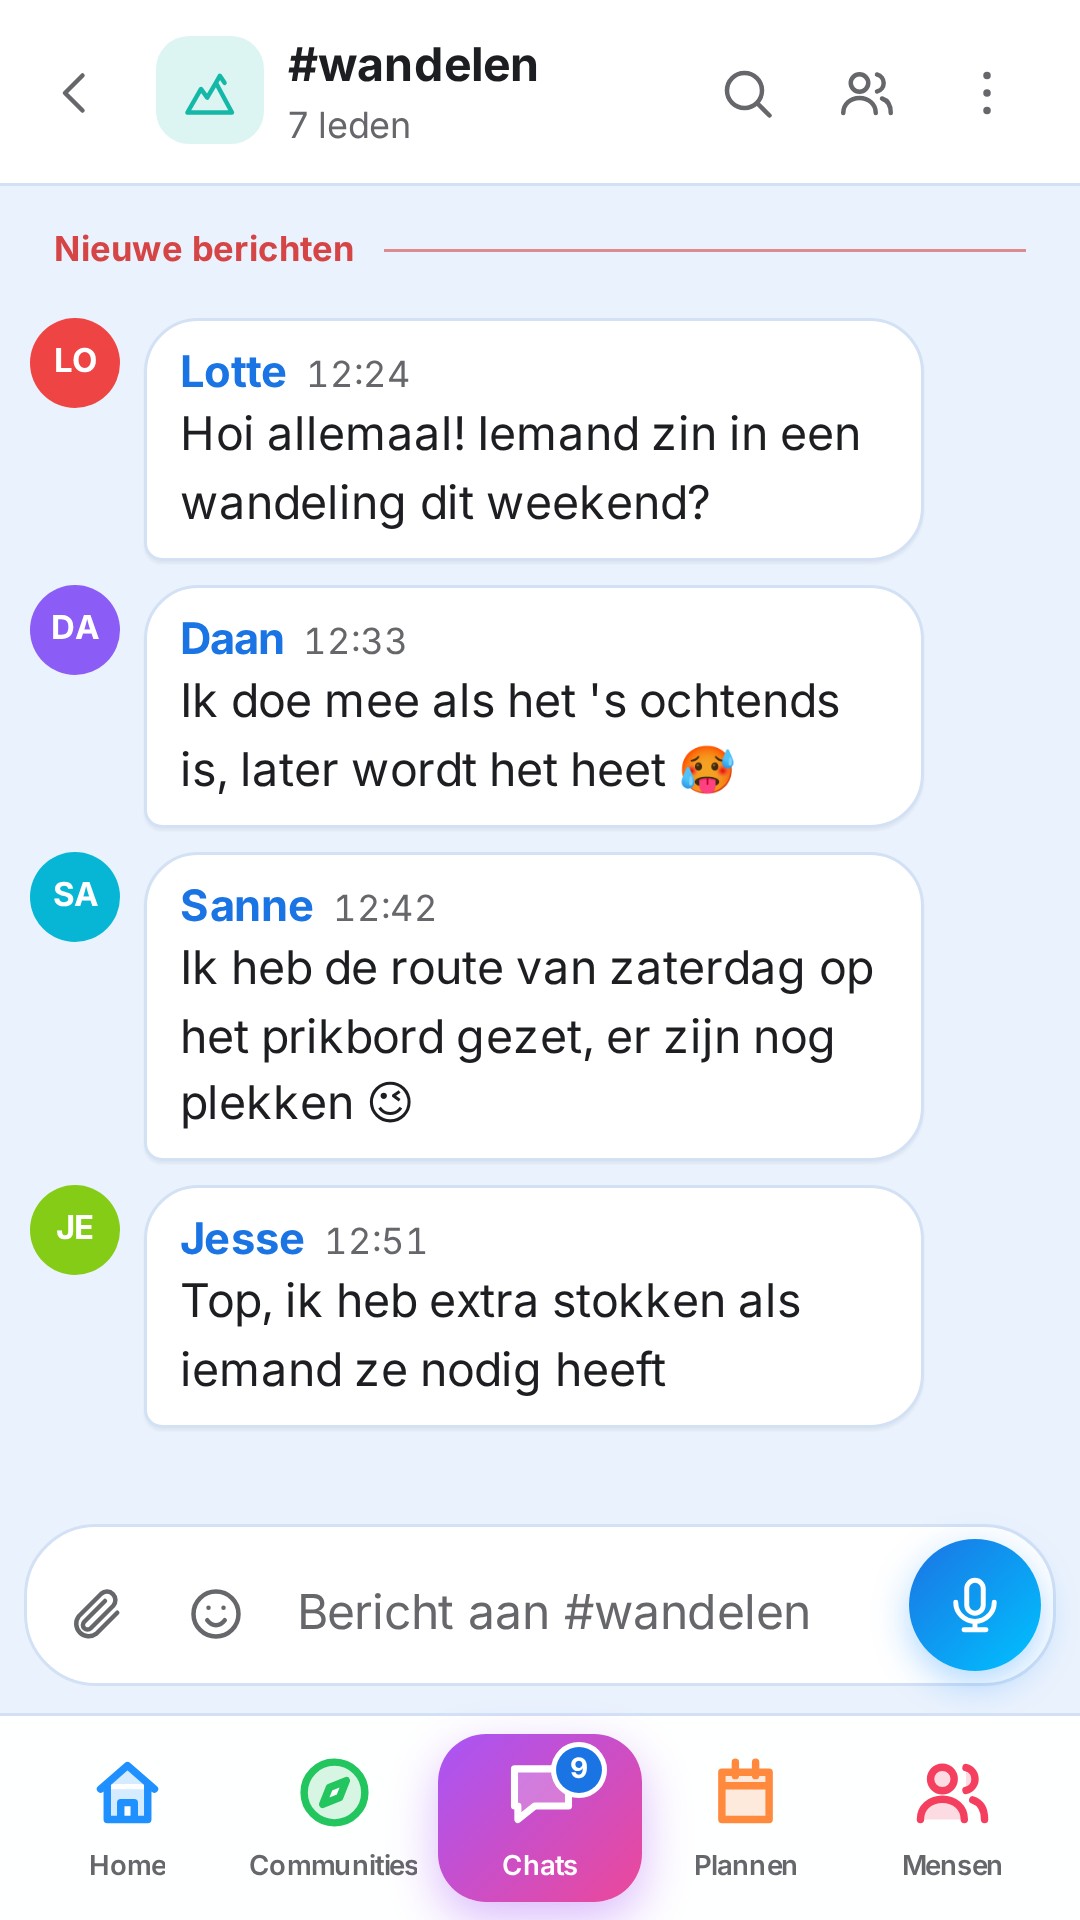 #wandelen
7 leden
Nieuwe berichten
LO
Lotte 12:24
Hoi allemaal! Iemand zin in een
wandeling dit weekend?
DA
Daan 12:33
Ik doe mee als het 's ochtends
is, later wordt het heet 🥵
SA
Sanne 12:42
Ik heb de route van zaterdag op
het prikbord gezet, er zijn nog
plekken 😉
JE
Jesse 12:51
Top, ik heb extra stokken als
iemand ze nodig heeft
Bericht aan #wandelen
9
Home
Communities
Chats
Plannen
Mensen